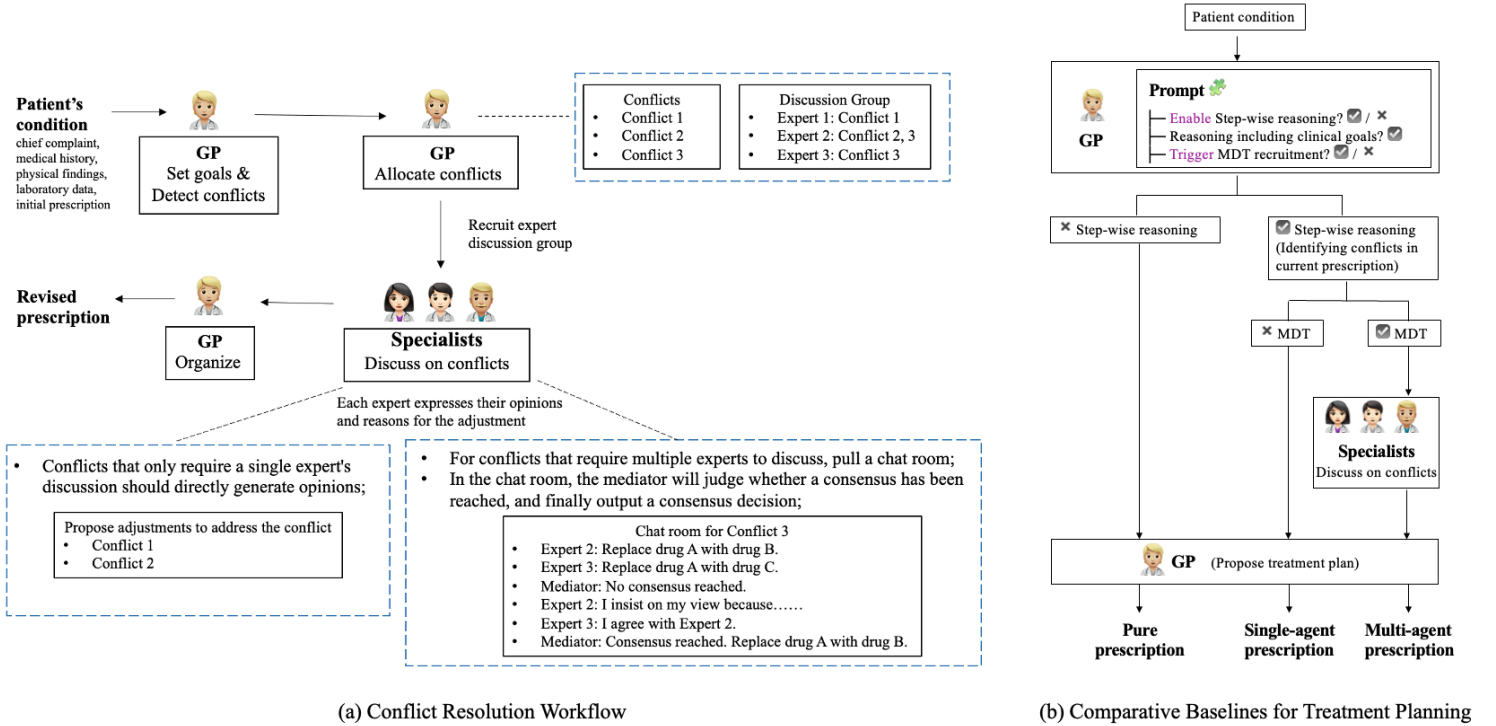 Patient's
condition
chief complaint,
medical history,
physical findings,
laboratory data,
initial prescription
GP
Set goals &
Detect conflicts
GP
Allocate conflicts
Conflicts
• Conflict 1
• Conflict 2
• Conflict 3
Discussion Group
• Expert 1: Conflict 1
• Expert 2: Conflict 2, 3
• Expert 3: Conflict 3
Recruit expert
discussion group
Revised
prescription
GP
Organize
Specialists
Discuss on conflicts
Each expert expresses their opinions
and reasons for the adjustment
• Conflicts that only require a single expert's
discussion should directly generate opinions;
Propose adjustments to address the conflict
• Conflict 1
• Conflict 2
• For conflicts that require multiple experts to discuss, pull a chat room;
• In the chat room, the mediator will judge whether a consensus has been
reached, and finally output a consensus decision;
Chat room for Conflict 3
• Expert 2: Replace drug A with drug B.
• Expert 3: Replace drug A with drug C.
• Mediator: No consensus reached.
• Expert 2: I insist on my view because……
• Expert 3: I agree with Expert 2.
• Mediator: Consensus reached. Replace drug A with drug B.
(a) Conflict Resolution Workflow
Patient condition
GP
Prompt
Enable Step-wise reasoning? ☑ / ×
Reasoning including clinical goals? ☑
Trigger MDT recruitment? ☑ / ×
× Step-wise reasoning
☑ Step-wise reasoning
(Identifying conflicts in
current prescription)
× MDT
☑ MDT
Specialists
Discuss on conflicts
GP (Propose treatment plan)
Pure
prescription
Single-agent
prescription
Multi-agent
prescription
(b) Comparative Baselines for Treatment Planning